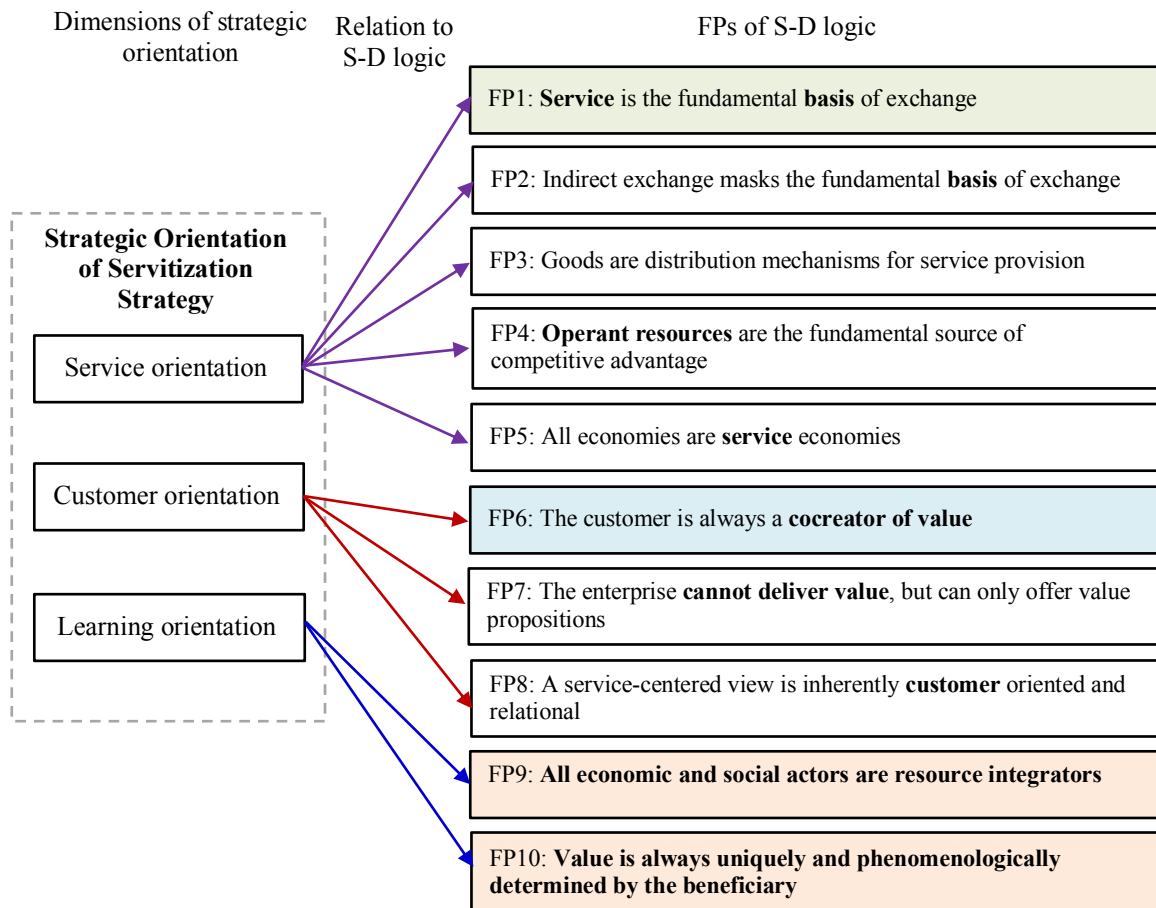 Dimensions of strategic
orientation
Relation to
S-D logic
FPs of S-D logic
Strategic Orientation
of Servitization
Strategy
Service orientation
Customer orientation
Learning orientation
FP1: Service is the fundamental basis of exchange
FP2: Indirect exchange masks the fundamental basis of exchange
FP3: Goods are distribution mechanisms for service provision
FP4: Operant resources are the fundamental source of
competitive advantage
FP5: All economies are service economies
FP6: The customer is always a cocreator of value
FP7: The enterprise cannot deliver value, but can only offer value
propositions
FP8: A service-centered view is inherently customer oriented and
relational
FP9: All economic and social actors are resource integrators
FP10: Value is always uniquely and phenomenologically
determined by the beneficiary